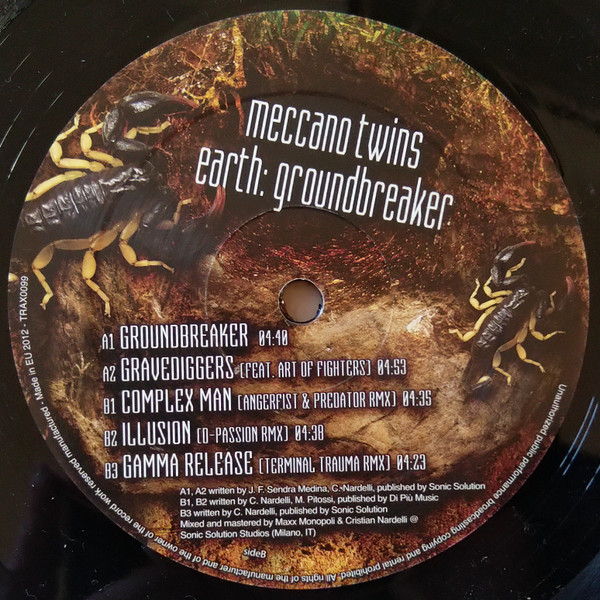 meccano twins
earth: groundbreaker
A1 GROUNDBREAKER 04:40
A2 GRAVEDIGGERS (FEAT. ART OF FIGHTERS) 04:53
B1 COMPLEX MAN (ANGERFIST & PREDATOR RMX) 04:35
B2 ILLUSION (D-PASSION RMX) 04:38
B3 GAMMA RELEASE (TERMINAL TRAUMA RMX) 04:23
A1, A2 written by J. F. Sendra Medina, C. Nardelli, published by Sonic Solution
B1, B2 written by C. Nardelli, M. Pitossi, published by Di Più Music
B3 written by C. Nardelli, published by Sonic Solution
Mixed and mastered by Maxx Monopoli & Cristian Nardelli @
Sonic Solution Studios (Milano, IT)
sideB
Unauthorized public performance broadcasting copying and rental prohibited. All rights of the manufacturer and of the owner of the record work reserved manufactured • Made in EU 2012 - TRAX0099